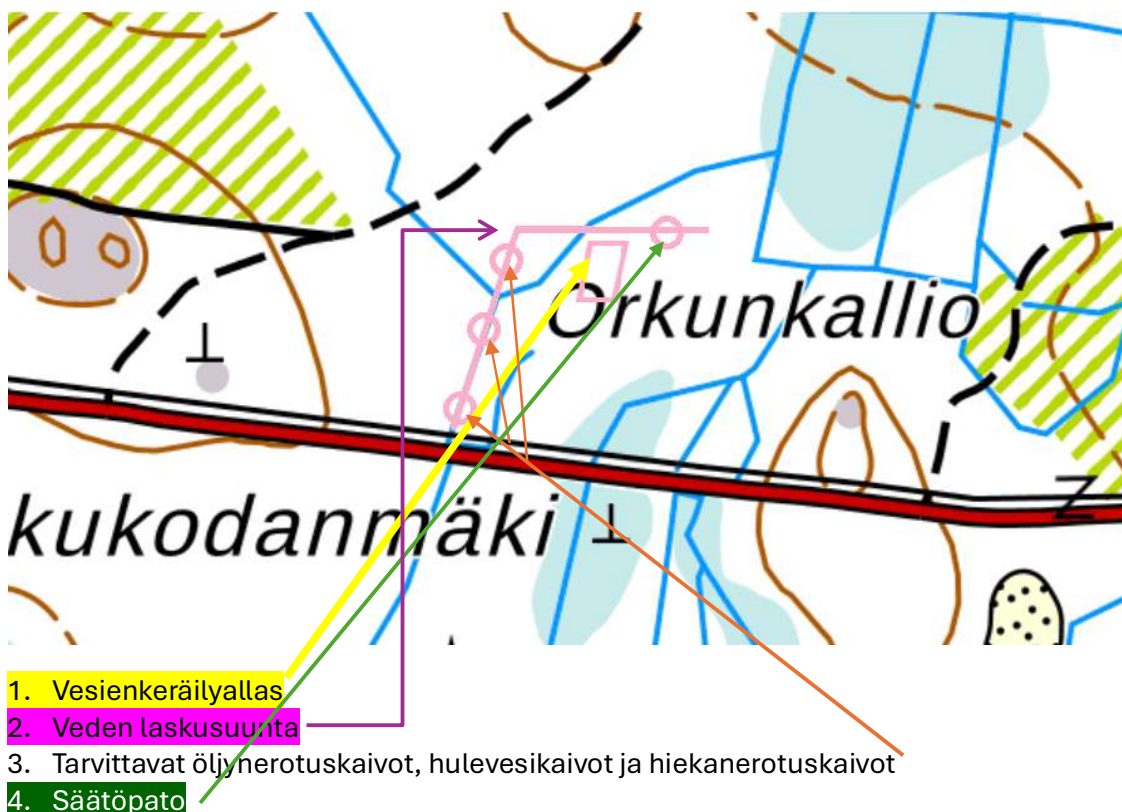 Orkunkallio
kukodanmäki
1. Vesienkeräilyallas
2. Veden laskusuunta
3. Tarvittavat öljynerotuskaivot, hulevesikaivot ja hiekanerotuskaivot
4. Säätöpato